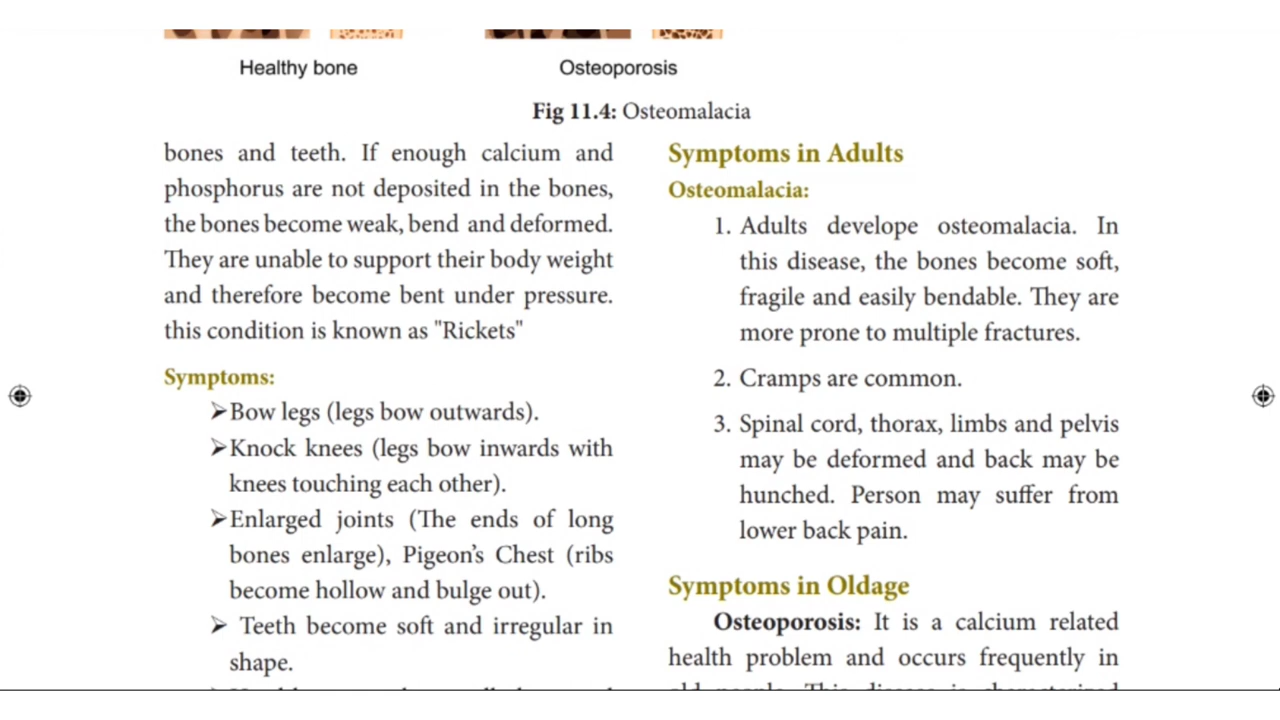 Healthy bone
Osteoporosis
Fig 11.4: Osteomalacia
bones and teeth. If enough calcium and
phosphorus are not deposited in the bones,
the bones become weak, bend and deformed.
They are unable to support their body weight
and therefore become bent under pressure.
this condition is known as "Rickets"
Symptoms:
➢Bow legs (legs bow outwards).
➢Knock knees (legs bow inwards with
knees touching each other).
➢Enlarged joints (The ends of long
bones enlarge), Pigeon's Chest (ribs
become hollow and bulge out).
➢ Teeth become soft and irregular in
shape.
Symptoms in Adults
Osteomalacia:
1. Adults develope osteomalacia. In
this disease, the bones become soft,
fragile and easily bendable. They are
more prone to multiple fractures.
2. Cramps are common.
3. Spinal cord, thorax, limbs and pelvis
may be deformed and back may be
hunched. Person may suffer from
lower back pain.
Symptoms in Oldage
Osteoporosis: It is a calcium related
health problem and occurs frequently in